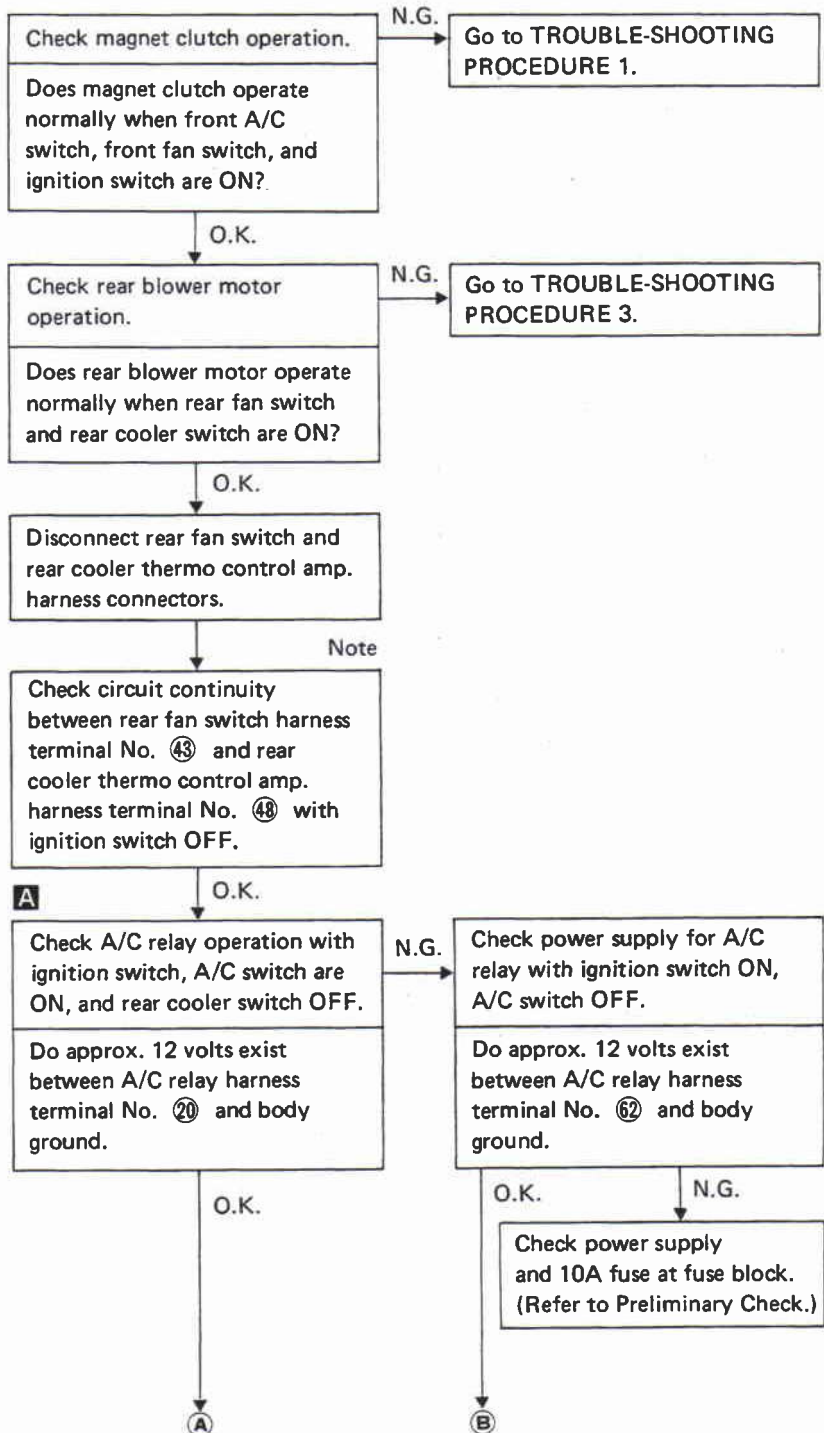 Check magnet clutch operation.
N.G.
Go to TROUBLE-SHOOTING
PROCEDURE 1.
Does magnet clutch operate
normally when front A/C
switch, front fan switch, and
ignition switch are ON?
O.K.
Check rear blower motor
operation.
N.G.
Go to TROUBLE-SHOOTING
PROCEDURE 3.
Does rear blower motor operate
normally when rear fan switch
and rear cooler switch are ON?
O.K.
Disconnect rear fan switch and
rear cooler thermo control amp.
harness connectors.
Note
Check circuit continuity
between rear fan switch harness
terminal No. ㊸ and rear
cooler thermo control amp.
harness terminal No. ㊽ with
ignition switch OFF.
O.K.
A
Check A/C relay operation with
ignition switch, A/C switch are
ON, and rear cooler switch OFF.
Do approx. 12 volts exist
between A/C relay harness
terminal No. ⑳ and body
ground.
N.G.
Check power supply for A/C
relay with ignition switch ON,
A/C switch OFF.
Do approx. 12 volts exist
between A/C relay harness
terminal No. 62 and body
ground.
O.K.
O.K.
N.G.
Check power supply
and 10A fuse at fuse block.
(Refer to Preliminary Check.)
Ⓐ
Ⓑ